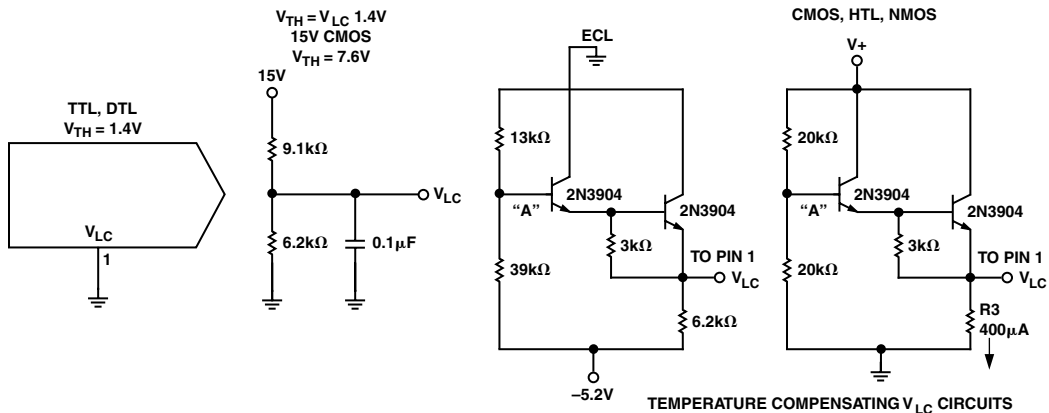 V_TH = V_LC 1.4V
15V CMOS
V_TH = 7.6V
15V
TTL, DTL
V_TH = 1.4V
V_LC
1
9.1kΩ
6.2kΩ
0.1μF
V_LC
ECL
13kΩ
2N3904
"A"
2N3904
3kΩ
39kΩ
TO PIN 1
V_LC
6.2kΩ
–5.2V
CMOS, HTL, NMOS
V+
20kΩ
2N3904
"A"
2N3904
3kΩ
20kΩ
TO PIN 1
V_LC
R3
400μA
TEMPERATURE COMPENSATING V_LC CIRCUITS